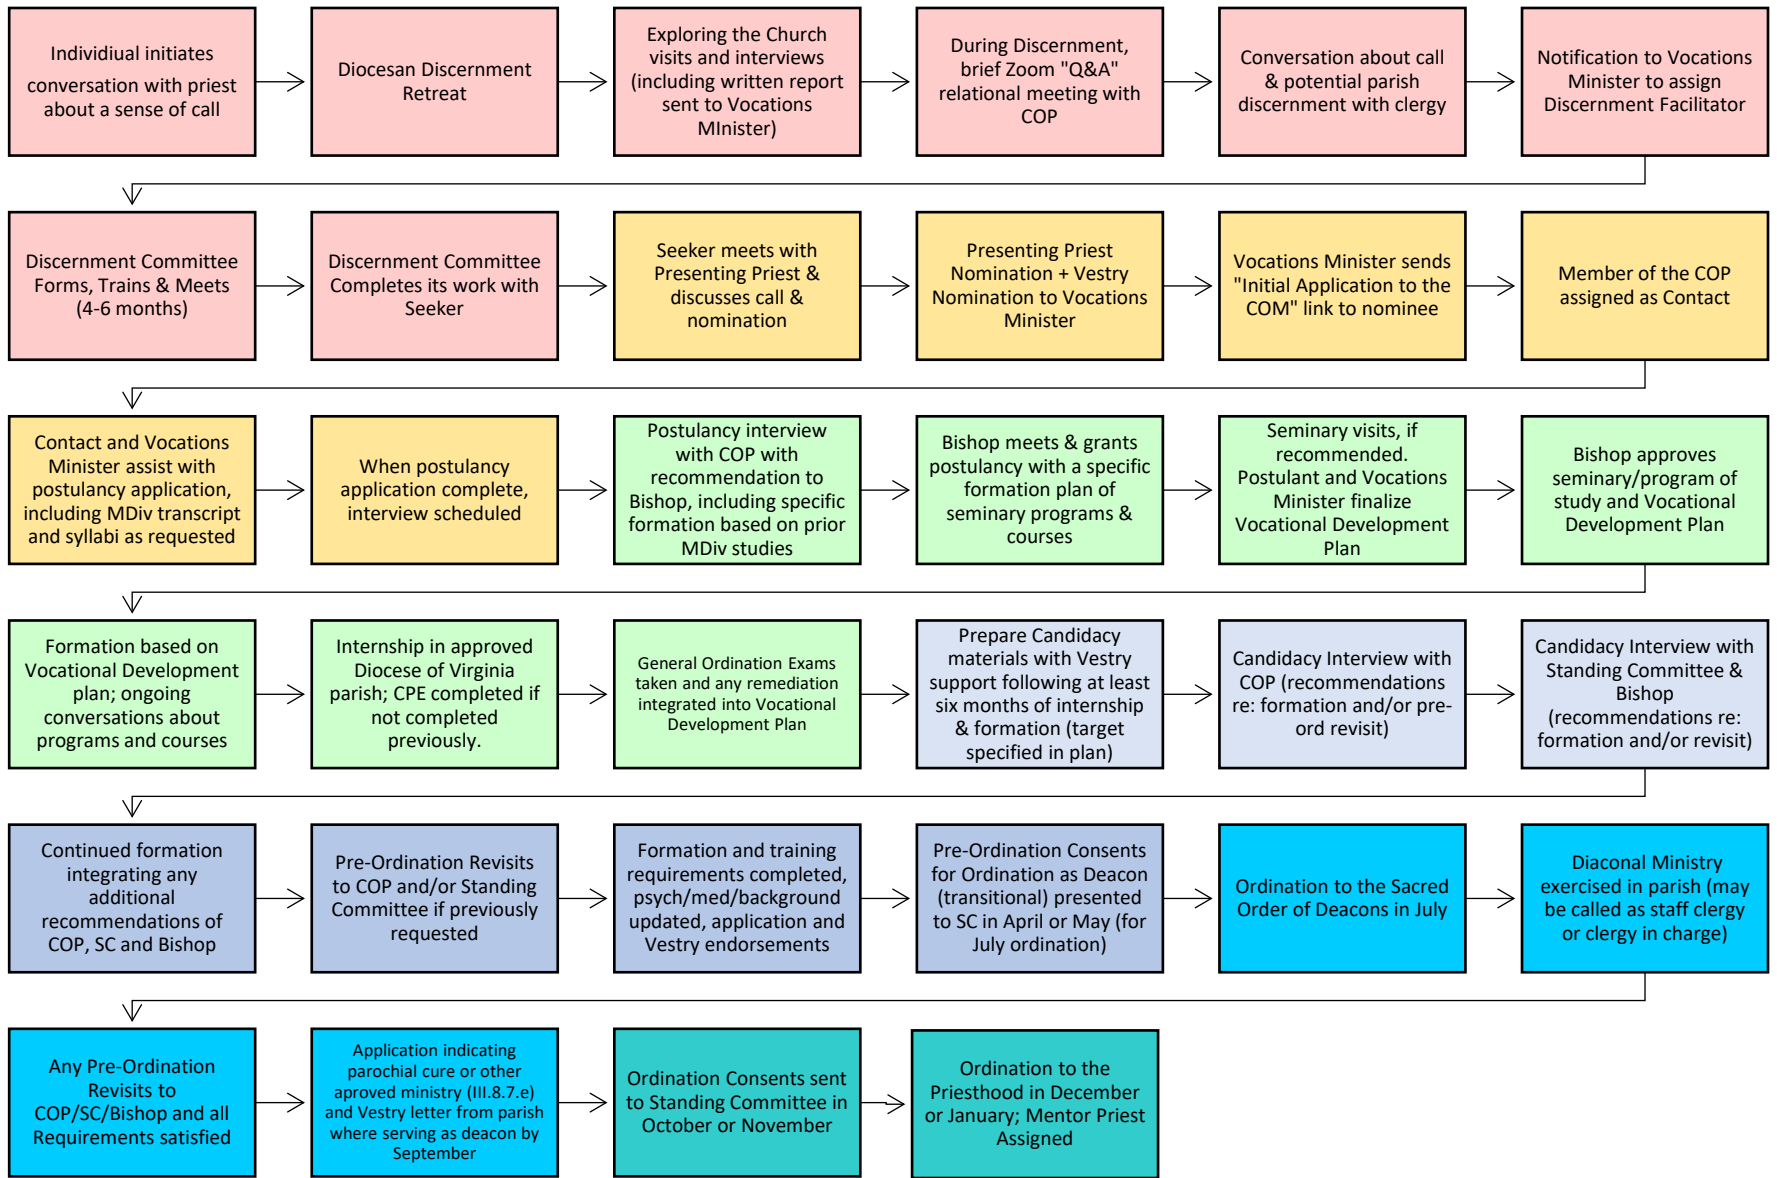 Individual initiates
conversation with priest
about a sense of call
Diocesan Discernment
Retreat
Exploring the Church
visits and interviews
(including written report
sent to Vocations
MInister)
During Discernment,
brief Zoom "Q&A"
relational meeting with
COP
Conversation about call
& potential parish
discernment with clergy
Notification to Vocations
Minister to assign
Discernment Facilitator
Discernment Committee
Forms, Trains & Meets
(4-6 months)
Discernment Committee
Completes its work with
Seeker
Seeker meets with
Presenting Priest &
discusses call &
nomination
Presenting Priest
Nomination + Vestry
Nomination to Vocations
Minister
Vocations Minister sends
"Initial Application to the
COM" link to nominee
Member of the COP
assigned as Contact
Contact and Vocations
Minister assist with
postulancy application,
including MDiv transcript
and syllabi as requested
When postulancy
application complete,
interview scheduled
Postulancy interview
with COP with
recommendation to
Bishop, including specific
formation based on prior
MDiv studies
Bishop meets & grants
postulancy with a specific
formation plan of
seminary programs &
courses
Seminary visits, if
recommended.
Postulant and Vocations
Minister finalize
Vocational Development
Plan
Bishop approves
seminary/program of
study and Vocational
Development Plan
Formation based on
Vocational Development
plan; ongoing
conversations about
programs and courses
Internship in approved
Diocese of Virginia
parish; CPE completed if
not completed
previously.
General Ordination Exams
taken and any remediation
integrated into Vocational
Development Plan
Prepare Candidacy
materials with Vestry
support following at least
six months of internship
& formation (target
specified in plan)
Candidacy Interview with
COP (recommendations
re: formation and/or pre-
ord revisit)
Candidacy Interview with
Standing Committee &
Bishop
(recommendations re:
formation and/or revisit)
Continued formation
integrating any
additional
recommendations of
COP, SC and Bishop
Pre-Ordination Revisits
to COP and/or Standing
Committee if previously
requested
Formation and training
requirements completed,
psych/med/background
updated, application and
Vestry endorsements
Pre-Ordination Consents
for Ordination as Deacon
(transitional) presented
to SC in April or May (for
July ordination)
Ordination to the Sacred
Order of Deacons in July
Diaconal Ministry
exercised in parish (may
be called as staff clergy
or clergy in charge)
Any Pre-Ordination
Revisits to
COP/SC/Bishop and all
Requirements satisfied
Application indicating
parochial cure or other
aproved ministry (III.8.7.e)
and Vestry letter from parish
where serving as deacon by
September
Ordination Consents sent
to Standing Committee in
October or November
Ordination to the
Priesthood in December
or January; Mentor Priest
Assigned